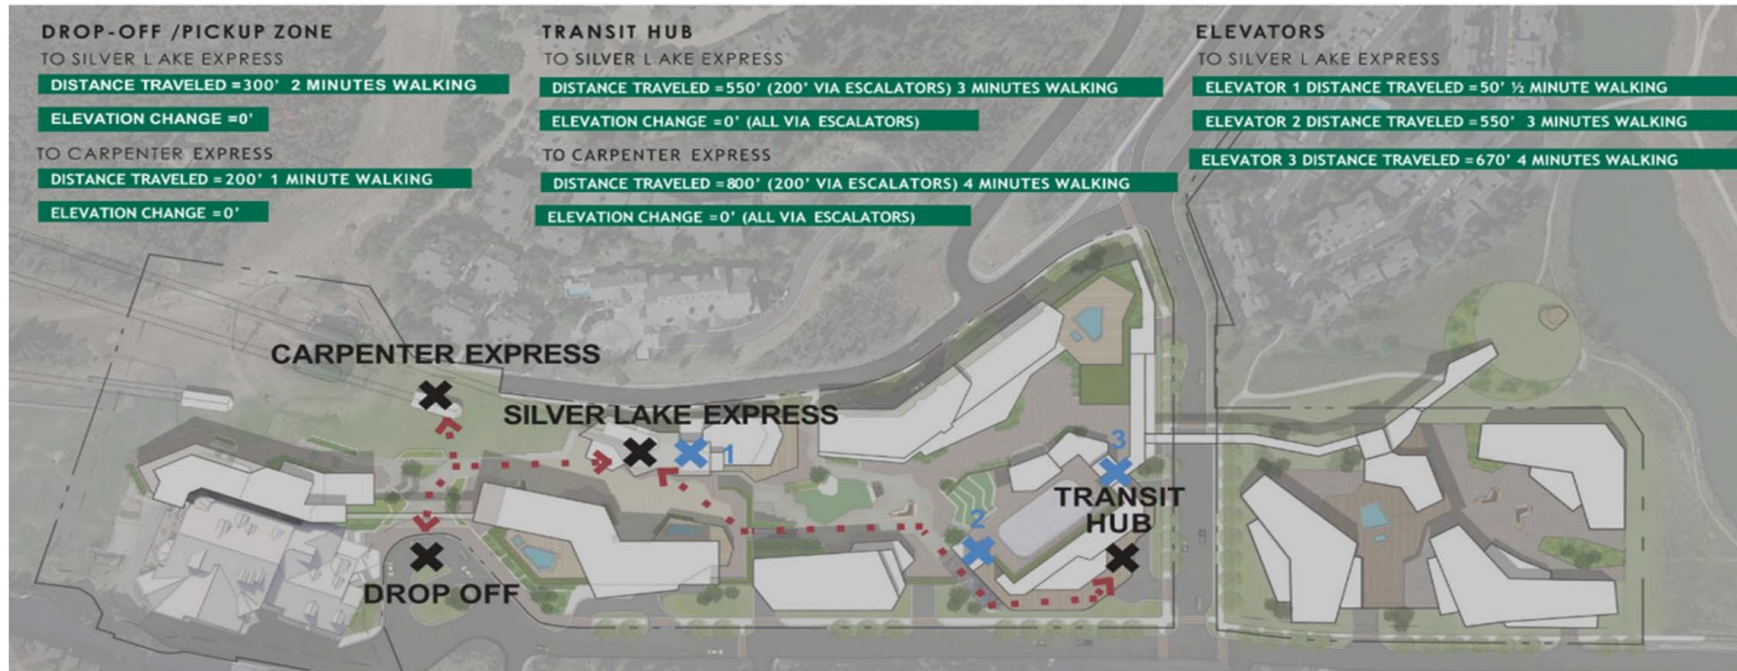 DROP-OFF /PICKUP ZONE
TO SILVER LAKE EXPRESS
DISTANCE TRAVELED =300' 2 MINUTES WALKING
ELEVATION CHANGE =0'
TO CARPENTER EXPRESS
DISTANCE TRAVELED =200' 1 MINUTE WALKING
ELEVATION CHANGE =0'
TRANSIT HUB
TO SILVER LAKE EXPRESS
DISTANCE TRAVELED =550' (200' VIA ESCALATORS) 3 MINUTES WALKING
ELEVATION CHANGE =0' (ALL VIA ESCALATORS)
TO CARPENTER EXPRESS
DISTANCE TRAVELED =800' (200' VIA ESCALATORS) 4 MINUTES WALKING
ELEVATION CHANGE =0' (ALL VIA ESCALATORS)
ELEVATORS
TO SILVER LAKE EXPRESS
ELEVATOR 1 DISTANCE TRAVELED =50' ½ MINUTE WALKING
ELEVATOR 2 DISTANCE TRAVELED =550' 3 MINUTES WALKING
ELEVATOR 3 DISTANCE TRAVELED =670' 4 MINUTES WALKING
CARPENTER EXPRESS
SILVER LAKE EXPRESS
1
3
TRANSIT
HUB
2
DROP OFF